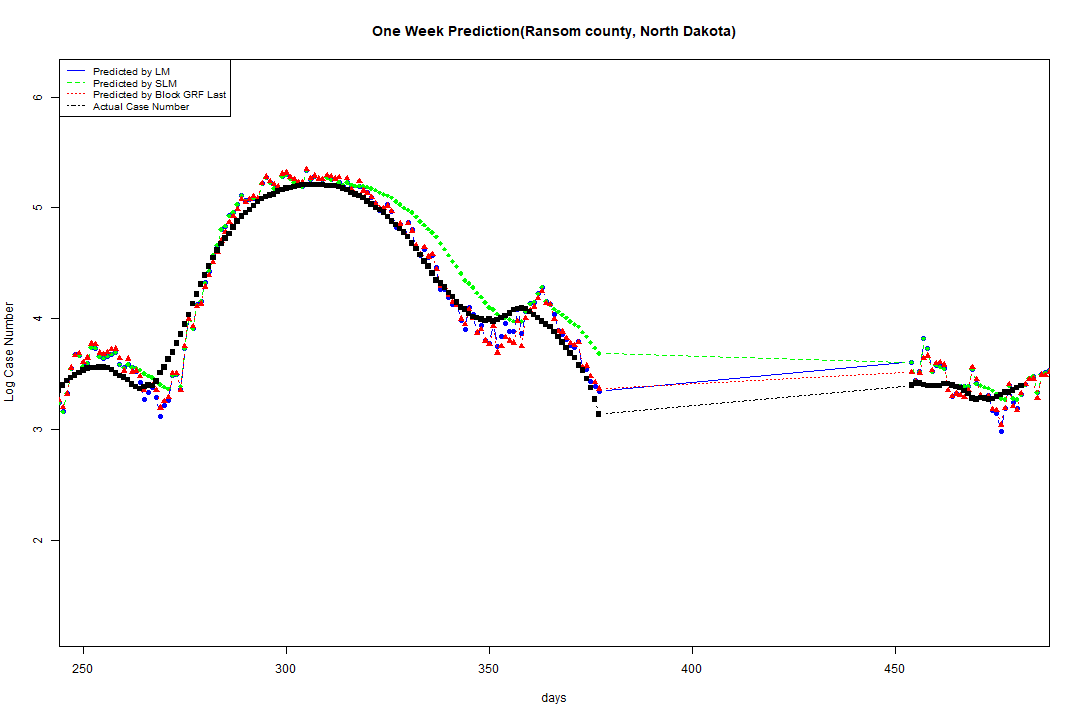 One Week Prediction(Ransom county, North Dakota)
Predicted by LM
Predicted by SLM
Predicted by Block GRF Last
Actual Case Number
6
5
4
3
2
Log Case Number
250 300 350 400 450
days